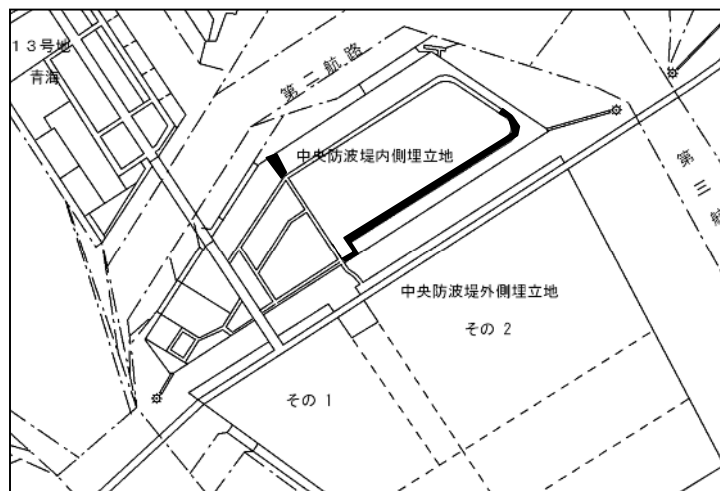 13号地
青海
第二航路
中央防波堤内側埋立地
第三航
中央防波堤外側埋立地
その 2
その 1